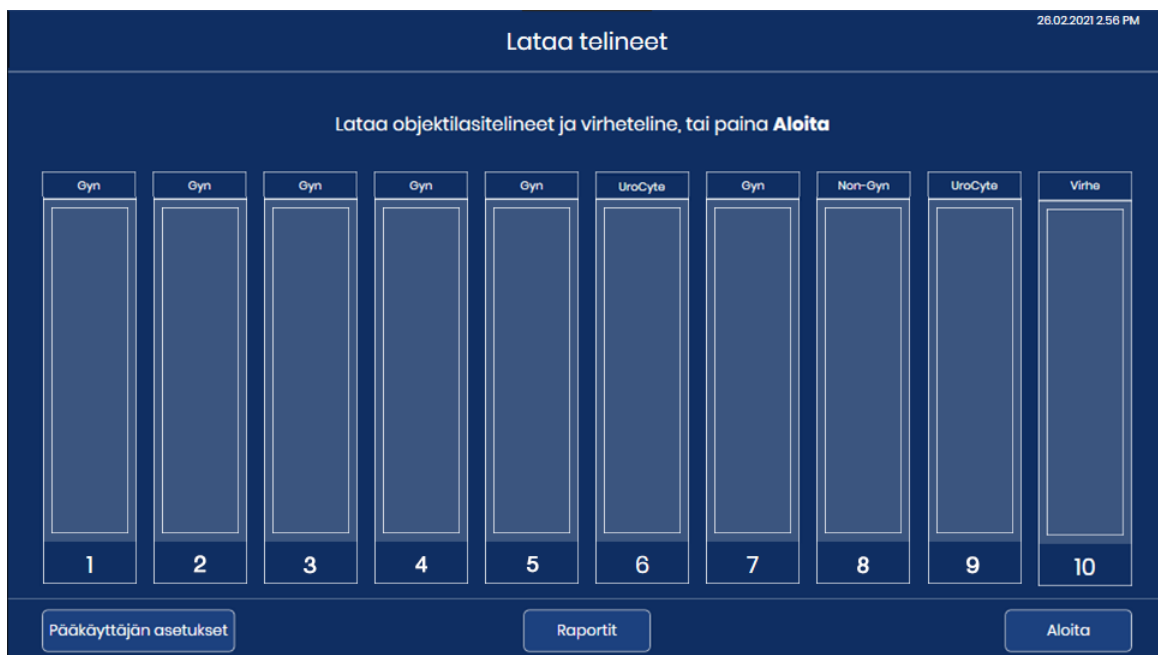 26.02.2021 2.56 PM
Lataa telineet
Lataa objektilasitelineet ja virheteline, tai paina Aloita
Gyn Gyn Gyn Gyn Gyn UroCyte Gyn Non-Gyn UroCyte Virhe
1 2 3 4 5 6 7 8 9 10
Pääkäyttäjän asetukset Raportit Aloita